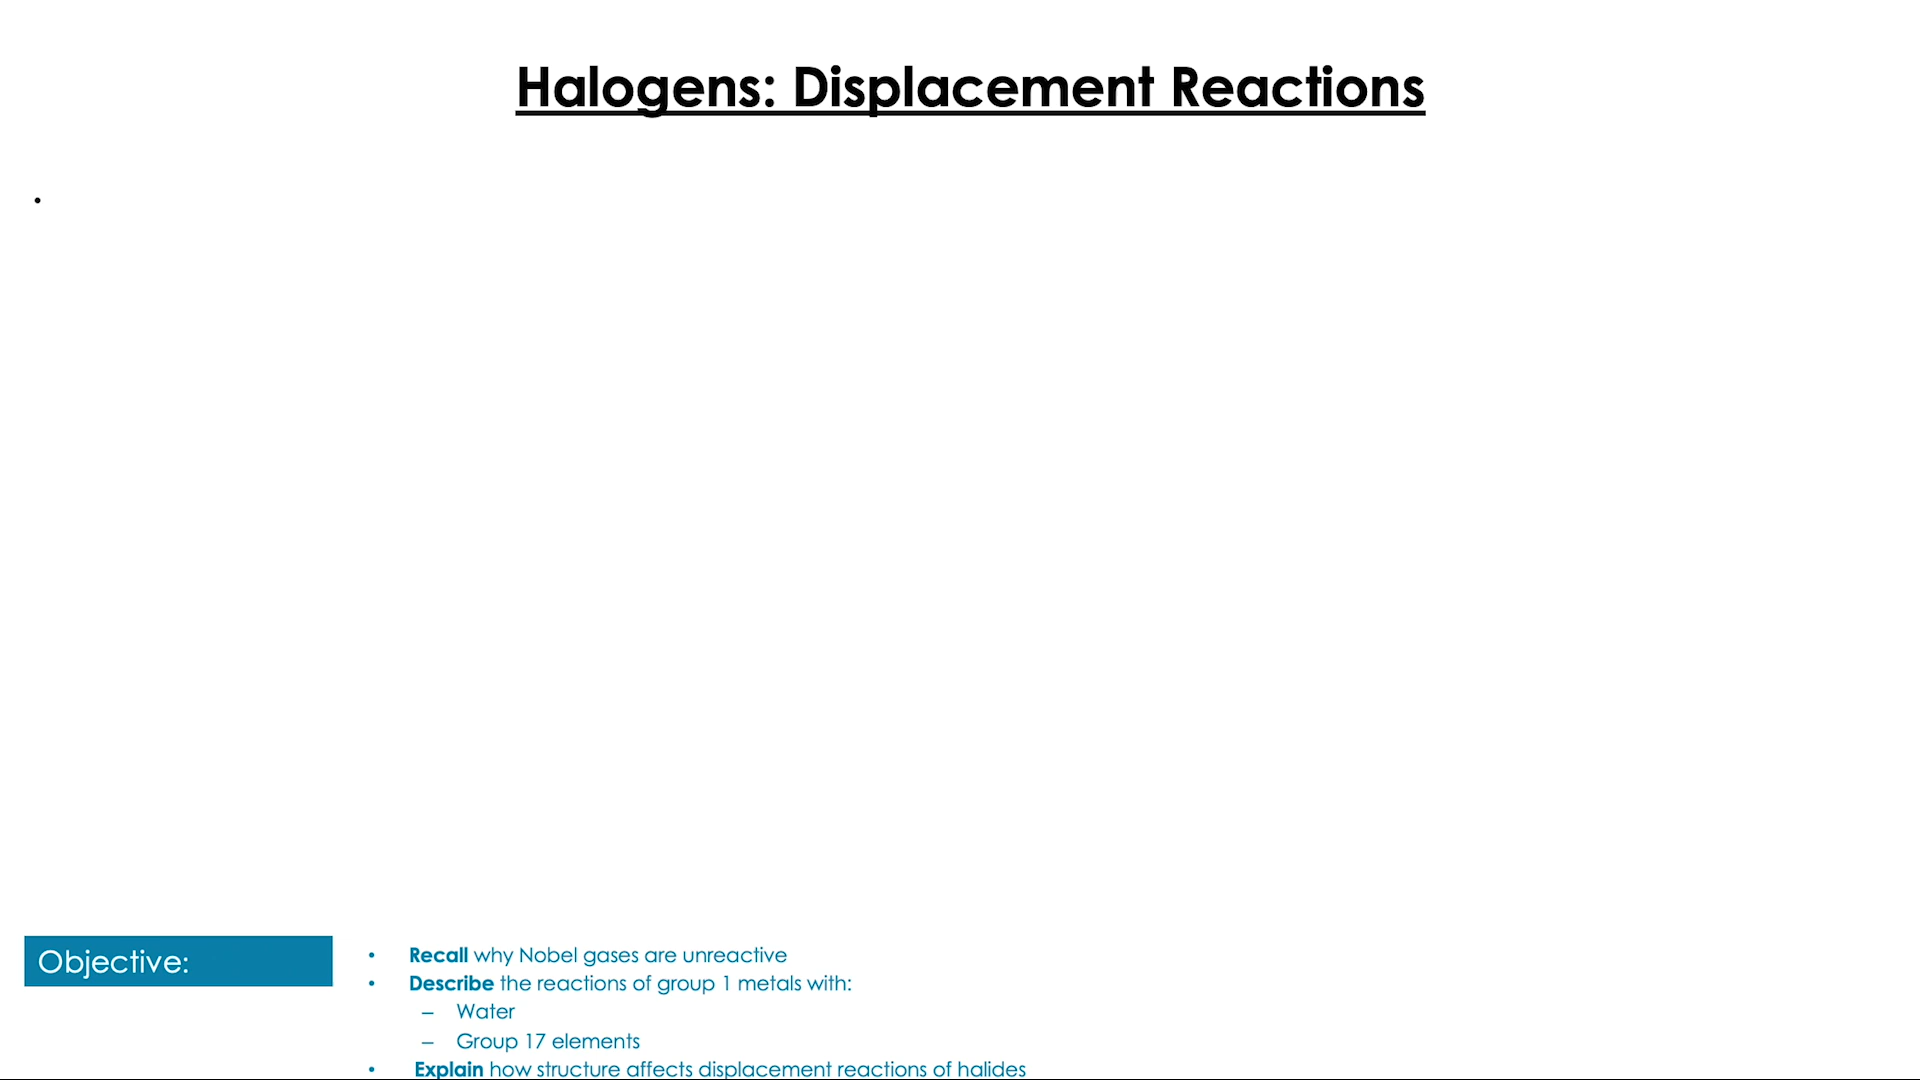 Halogens: Displacement Reactions
•
Objective:
• Recall why Nobel gases are unreactive
• Describe the reactions of group 1 metals with:
– Water
– Group 17 elements
• Explain how structure affects displacement reactions of halides